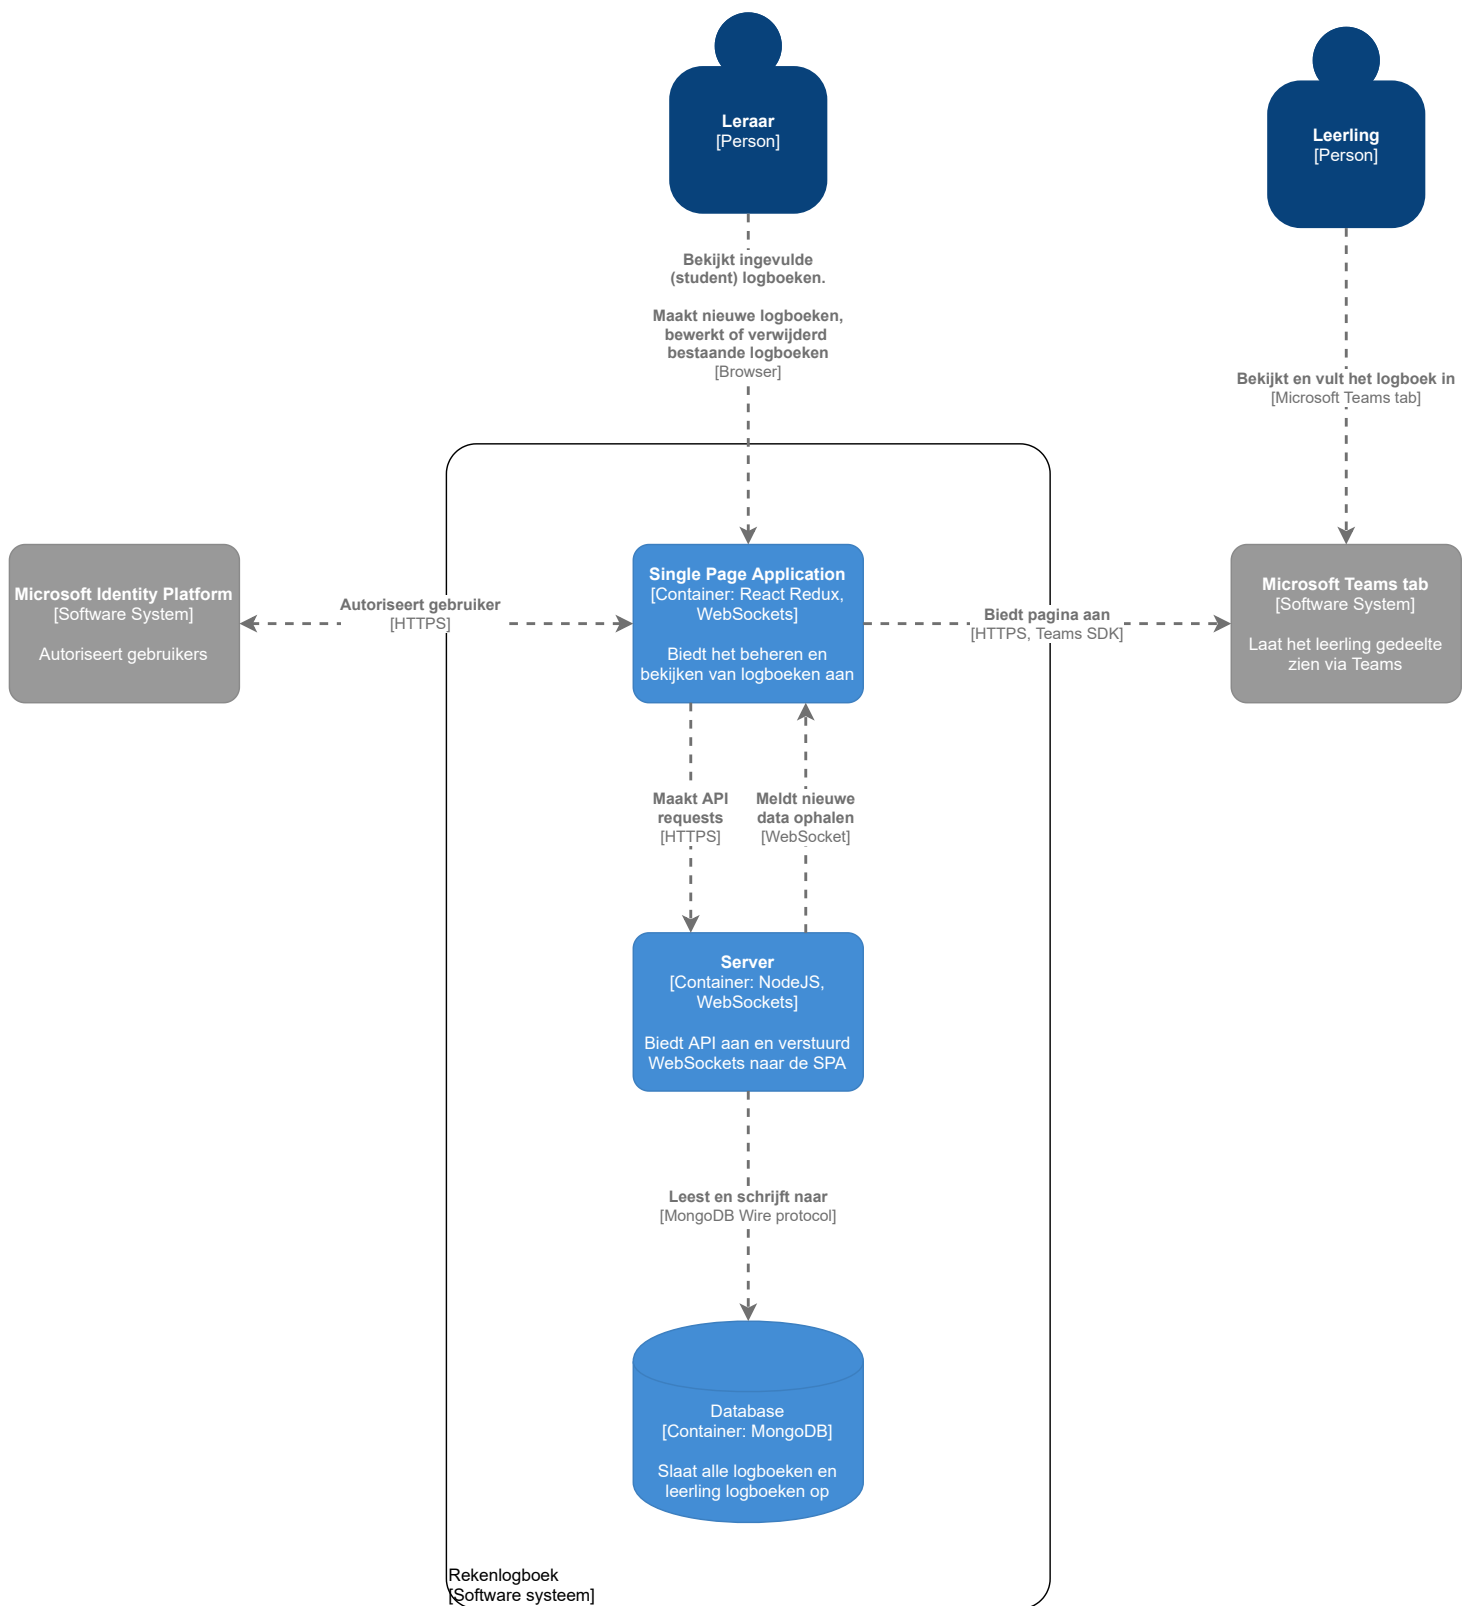 Leraar
[Person]
Leerling
[Person]
Bekijkt ingevulde
(student) logboeken.
Maakt nieuwe logboeken,
bewerkt of verwijderd
bestaande logboeken
[Browser]
Bekijkt en vult het logboek in
[Microsoft Teams tab]
Microsoft Identity Platform
[Software System]
Autoriseert gebruikers
Autoriseert gebruiker
[HTTPS]
Single Page Application
[Container: React Redux,
WebSockets]
Biedt het beheren en
bekijken van logboeken aan
Biedt pagina aan
[HTTPS, Teams SDK]
Microsoft Teams tab
[Software System]
Laat het leerling gedeelte
zien via Teams
Maakt API
requests
[HTTPS]
Meldt nieuwe
data ophalen
[WebSocket]
Server
[Container: NodeJS,
WebSockets]
Biedt API aan en verstuurd
WebSockets naar de SPA
Leest en schrijft naar
[MongoDB Wire protocol]
Database
[Container: MongoDB]
Slaat alle logboeken en
leerling logboeken op
Rekenlogboek
[Software systeem]